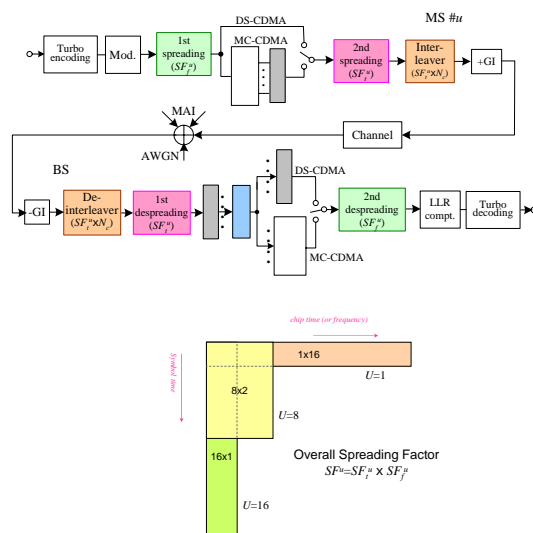 DS-CDMA
MS #u
MC-CDMA
Turbo
encoding
Mod.
1st
spreading
(SF_f^u)
2nd
spreading
(SF_t^u)
Inter-
leaver
(SF_t^u x N_c)
+GI
MAI
AWGN
Channel
BS
-GI
De-
interleaver
(SF_t^u x N_c)
1st
despreading
(SF_t^u)
DS-CDMA
MC-CDMA
2nd
despreading
(SF_f^u)
LLR
compt.
Turbo
decoding
chip time (or frequency)
Symbol time
1x16
U=1
8x2
U=8
16x1
U=16
Overall Spreading Factor
SF^u=SF_t^u x SF_f^u